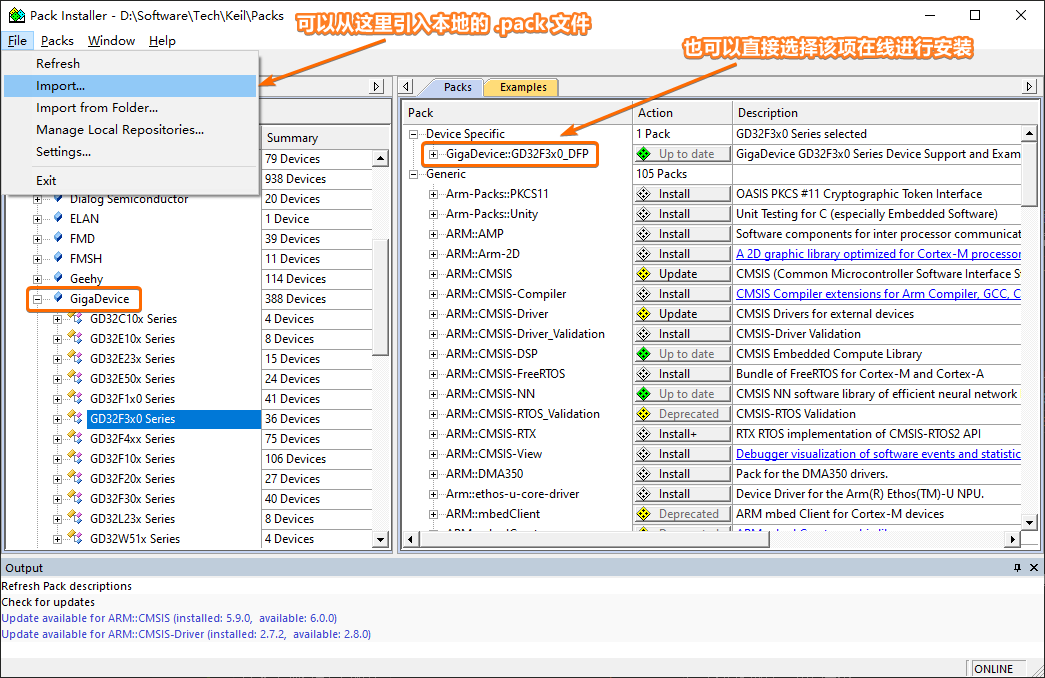 Pack Installer - D:\Software\Tech\Keil\Packs
可以从这里引入本地的 .pack 文件
File Packs Window Help
也可以直接选择该项在线进行安装
Refresh
Import...
Import from Folder...
Manage Local Repositories...
Settings...
Exit
Summary
79 Devices
938 Devices
Dialog Semiconductor 20 Devices
ELAN 1 Device
FMD 39 Devices
FMSH 11 Devices
Geehy 114 Devices
GigaDevice 388 Devices
GD32C10x Series 4 Devices
GD32E10x Series 8 Devices
GD32E23x Series 15 Devices
GD32E50x Series 24 Devices
GD32F1x0 Series 41 Devices
GD32F3x0 Series 36 Devices
GD32F4xx Series 75 Devices
GD32F10x Series 106 Devices
GD32F20x Series 27 Devices
GD32F30x Series 40 Devices
GD32L23x Series 8 Devices
GD32W51x Series 4 Devices
Packs Examples
Pack Action Description
Device Specific 1 Pack GD32F3x0 Series selected
GigaDevice::GD32F3x0_DFP Up to date GigaDevice GD32F3x0 Series Device Support and Exam
Generic 105 Packs
Arm-Packs::PKCS11 Install OASIS PKCS #11 Cryptographic Token Interface
Arm-Packs::Unity Install Unit Testing for C (especially Embedded Software)
ARM::AMP Install Software components for inter processor communicat
ARM::Arm-2D Install A 2D graphic library optimized for Cortex-M processor
ARM::CMSIS Update CMSIS (Common Microcontroller Software Interface S
ARM::CMSIS-Compiler Install CMSIS Compiler extensions for Arm Compiler, GCC, C
ARM::CMSIS-Driver Update CMSIS Drivers for external devices
ARM::CMSIS-Driver_Validation Install CMSIS-Driver Validation
ARM::CMSIS-DSP Up to date CMSIS Embedded Compute Library
ARM::CMSIS-FreeRTOS Install Bundle of FreeRTOS for Cortex-M and Cortex-A
ARM::CMSIS-NN Up to date CMSIS NN software library of efficient neural network
ARM::CMSIS-RTOS_Validation Deprecated CMSIS-RTOS Validation
ARM::CMSIS-RTX Install+ RTX RTOS implementation of CMSIS-RTOS2 API
ARM::CMSIS-View Install Debugger visualization of software events and statistic
ARM::DMA350 Install Pack for the DMA350 drivers.
Arm::ethos-u-core-driver Install Device Driver for the Arm(R) Ethos(TM)-U NPU.
ARM::mbedClient Deprecated ARM mbed Client for Cortex-M devices
Output
Refresh Pack descriptions
Check for updates
Update available for ARM::CMSIS (installed: 5.9.0, available: 6.0.0)
Update available for ARM::CMSIS-Driver (installed: 2.7.2, available: 2.8.0)
ONLINE